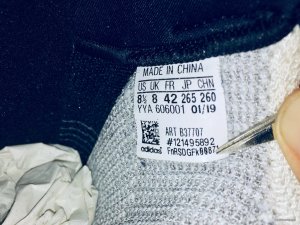 MADE IN CHINA
US UK FR JP CHN
8½ 8 42 265 260
YYA 606001 01/19
ART B37707
#121495892
adidas